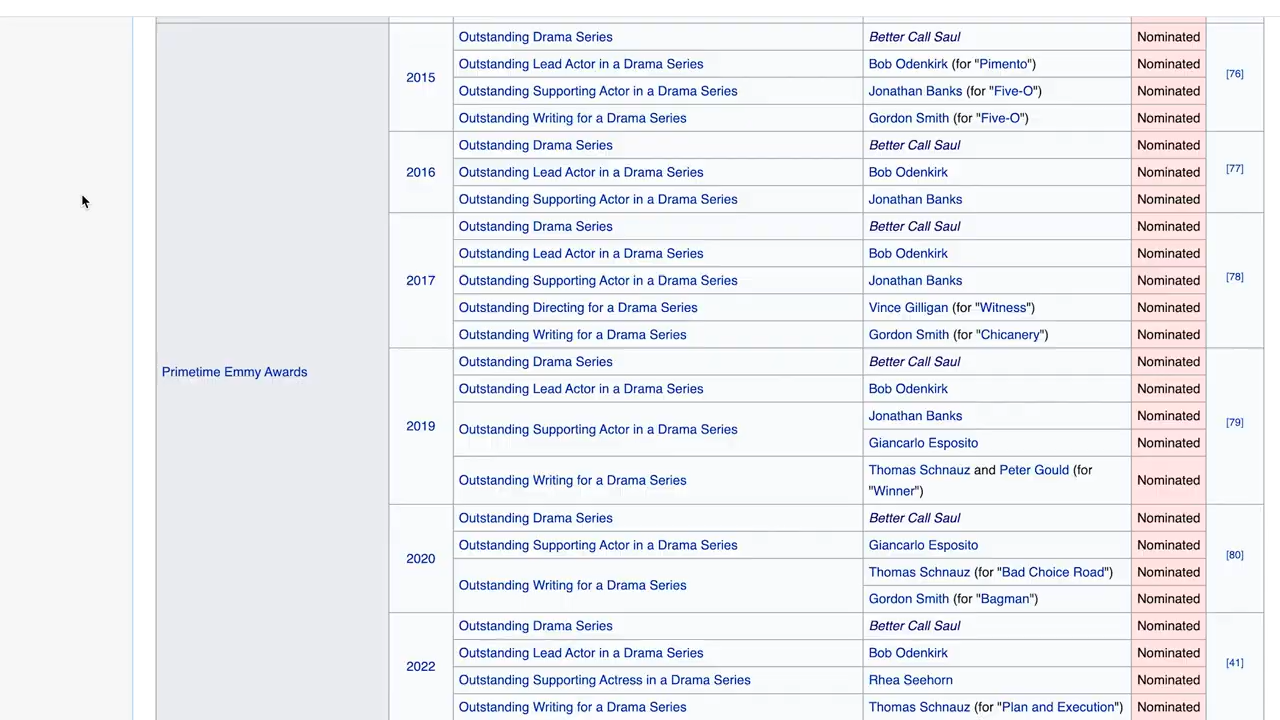 Outstanding Drama Series Better Call Saul Nominated
Outstanding Lead Actor in a Drama Series Bob Odenkirk (for "Pimento") Nominated
2015 [76]
Outstanding Supporting Actor in a Drama Series Jonathan Banks (for "Five-O") Nominated
Outstanding Writing for a Drama Series Gordon Smith (for "Five-O") Nominated
Outstanding Drama Series Better Call Saul Nominated
2016 Outstanding Lead Actor in a Drama Series Bob Odenkirk Nominated [77]
Outstanding Supporting Actor in a Drama Series Jonathan Banks Nominated
Outstanding Drama Series Better Call Saul Nominated
Outstanding Lead Actor in a Drama Series Bob Odenkirk Nominated
2017 Outstanding Supporting Actor in a Drama Series Jonathan Banks Nominated [78]
Outstanding Directing for a Drama Series Vince Gilligan (for "Witness") Nominated
Outstanding Writing for a Drama Series Gordon Smith (for "Chicanery") Nominated
Outstanding Drama Series Better Call Saul Nominated
Primetime Emmy Awards
Outstanding Lead Actor in a Drama Series Bob Odenkirk Nominated
Jonathan Banks Nominated
2019 Outstanding Supporting Actor in a Drama Series [79]
Giancarlo Esposito Nominated
Outstanding Writing for a Drama Series Thomas Schnauz and Peter Gould (for
"Winner") Nominated
Outstanding Drama Series Better Call Saul Nominated
2020 Outstanding Supporting Actor in a Drama Series Giancarlo Esposito Nominated [80]
Outstanding Writing for a Drama Series Thomas Schnauz (for "Bad Choice Road") Nominated
Gordon Smith (for "Bagman") Nominated
Outstanding Drama Series Better Call Saul Nominated
2022 Outstanding Lead Actor in a Drama Series Bob Odenkirk Nominated [41]
Outstanding Supporting Actress in a Drama Series Rhea Seehorn Nominated
Outstanding Writing for a Drama Series Thomas Schnauz (for "Plan and Execution") Nominated